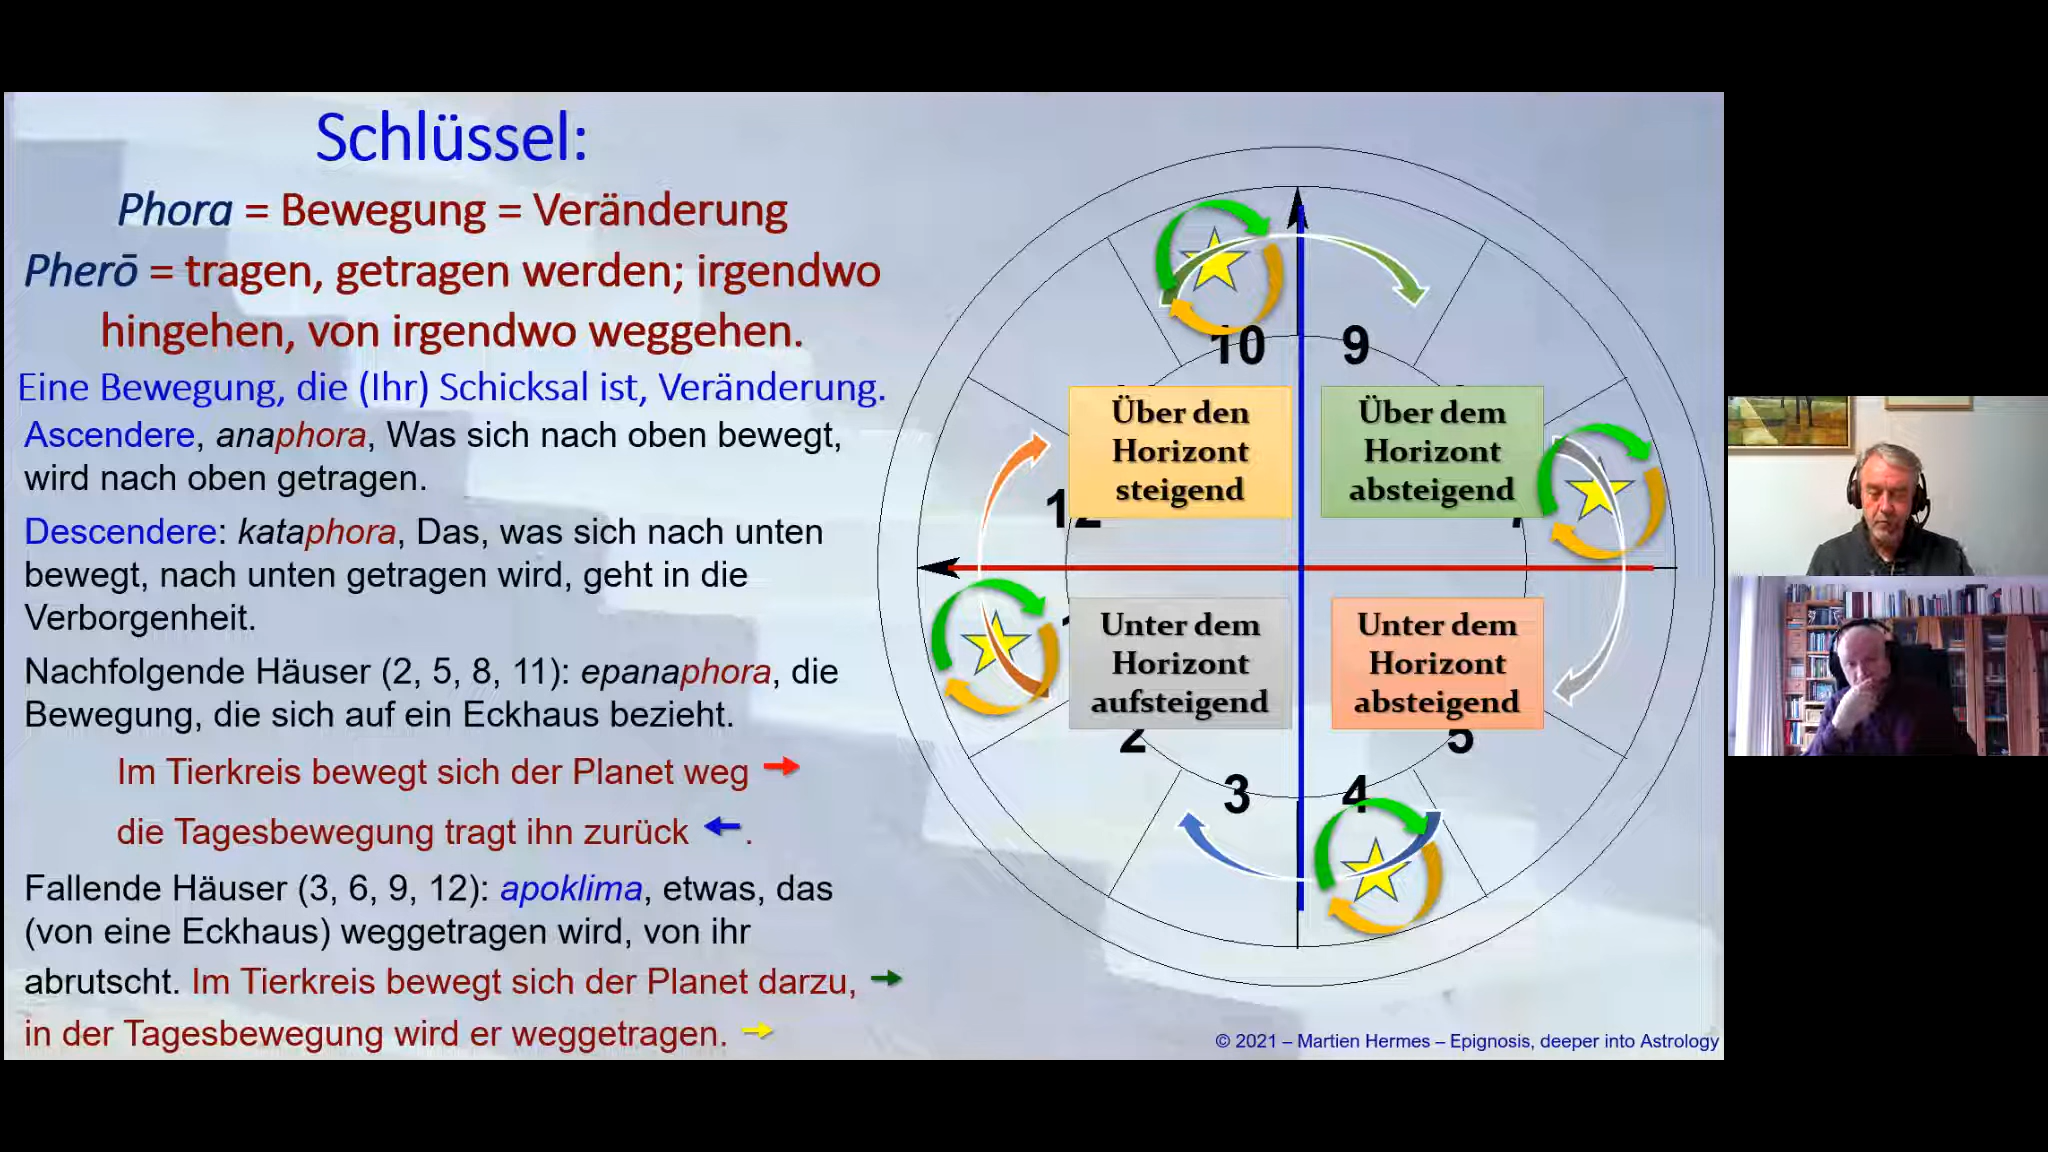 Schlüssel:
Phora = Bewegung = Veränderung
Pherō = tragen, getragen werden; irgendwo
hingehen, von irgendwo weggehen.
Eine Bewegung, die (Ihr) Schicksal ist, Veränderung.
Ascendere, anaphora, Was sich nach oben bewegt,
wird nach oben getragen.
Descendere: kataphora, Das, was sich nach unten
bewegt, nach unten getragen wird, geht in die
Verborgenheit.
Nachfolgende Häuser (2, 5, 8, 11): epanaphora, die
Bewegung, die sich auf ein Eckhaus bezieht.
Im Tierkreis bewegt sich der Planet weg
die Tagesbewegung tragt ihn zurück .
Fallende Häuser (3, 6, 9, 12): apoklima, etwas, das
(von eine Eckhaus) weggetragen wird, von ihr
abrutscht. Im Tierkreis bewegt sich der Planet darzu,
in der Tagesbewegung wird er weggetragen.
10 9
Über den
Horizont
steigend
Über dem
Horizont
absteigend
12
Unter dem
Horizont
aufsteigend
Unter dem
Horizont
absteigend
2 5
3 4
© 2021 – Martien Hermes – Epignosis, deeper into Astrology